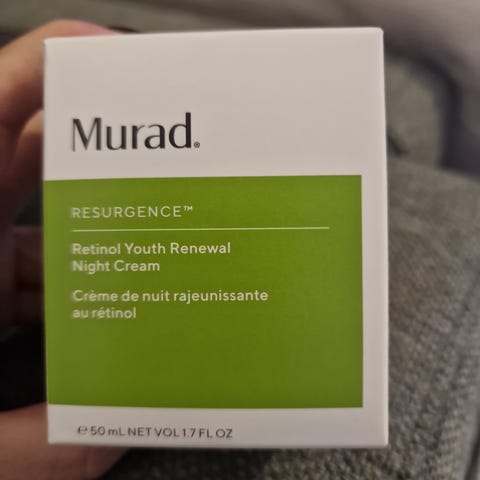 Murad®
RESURGENCE™
Retinol Youth Renewal
Night Cream
Crème de nuit rajeunissante
au rétinol
℮ 50 mL NET VOL 1.7 FL OZ